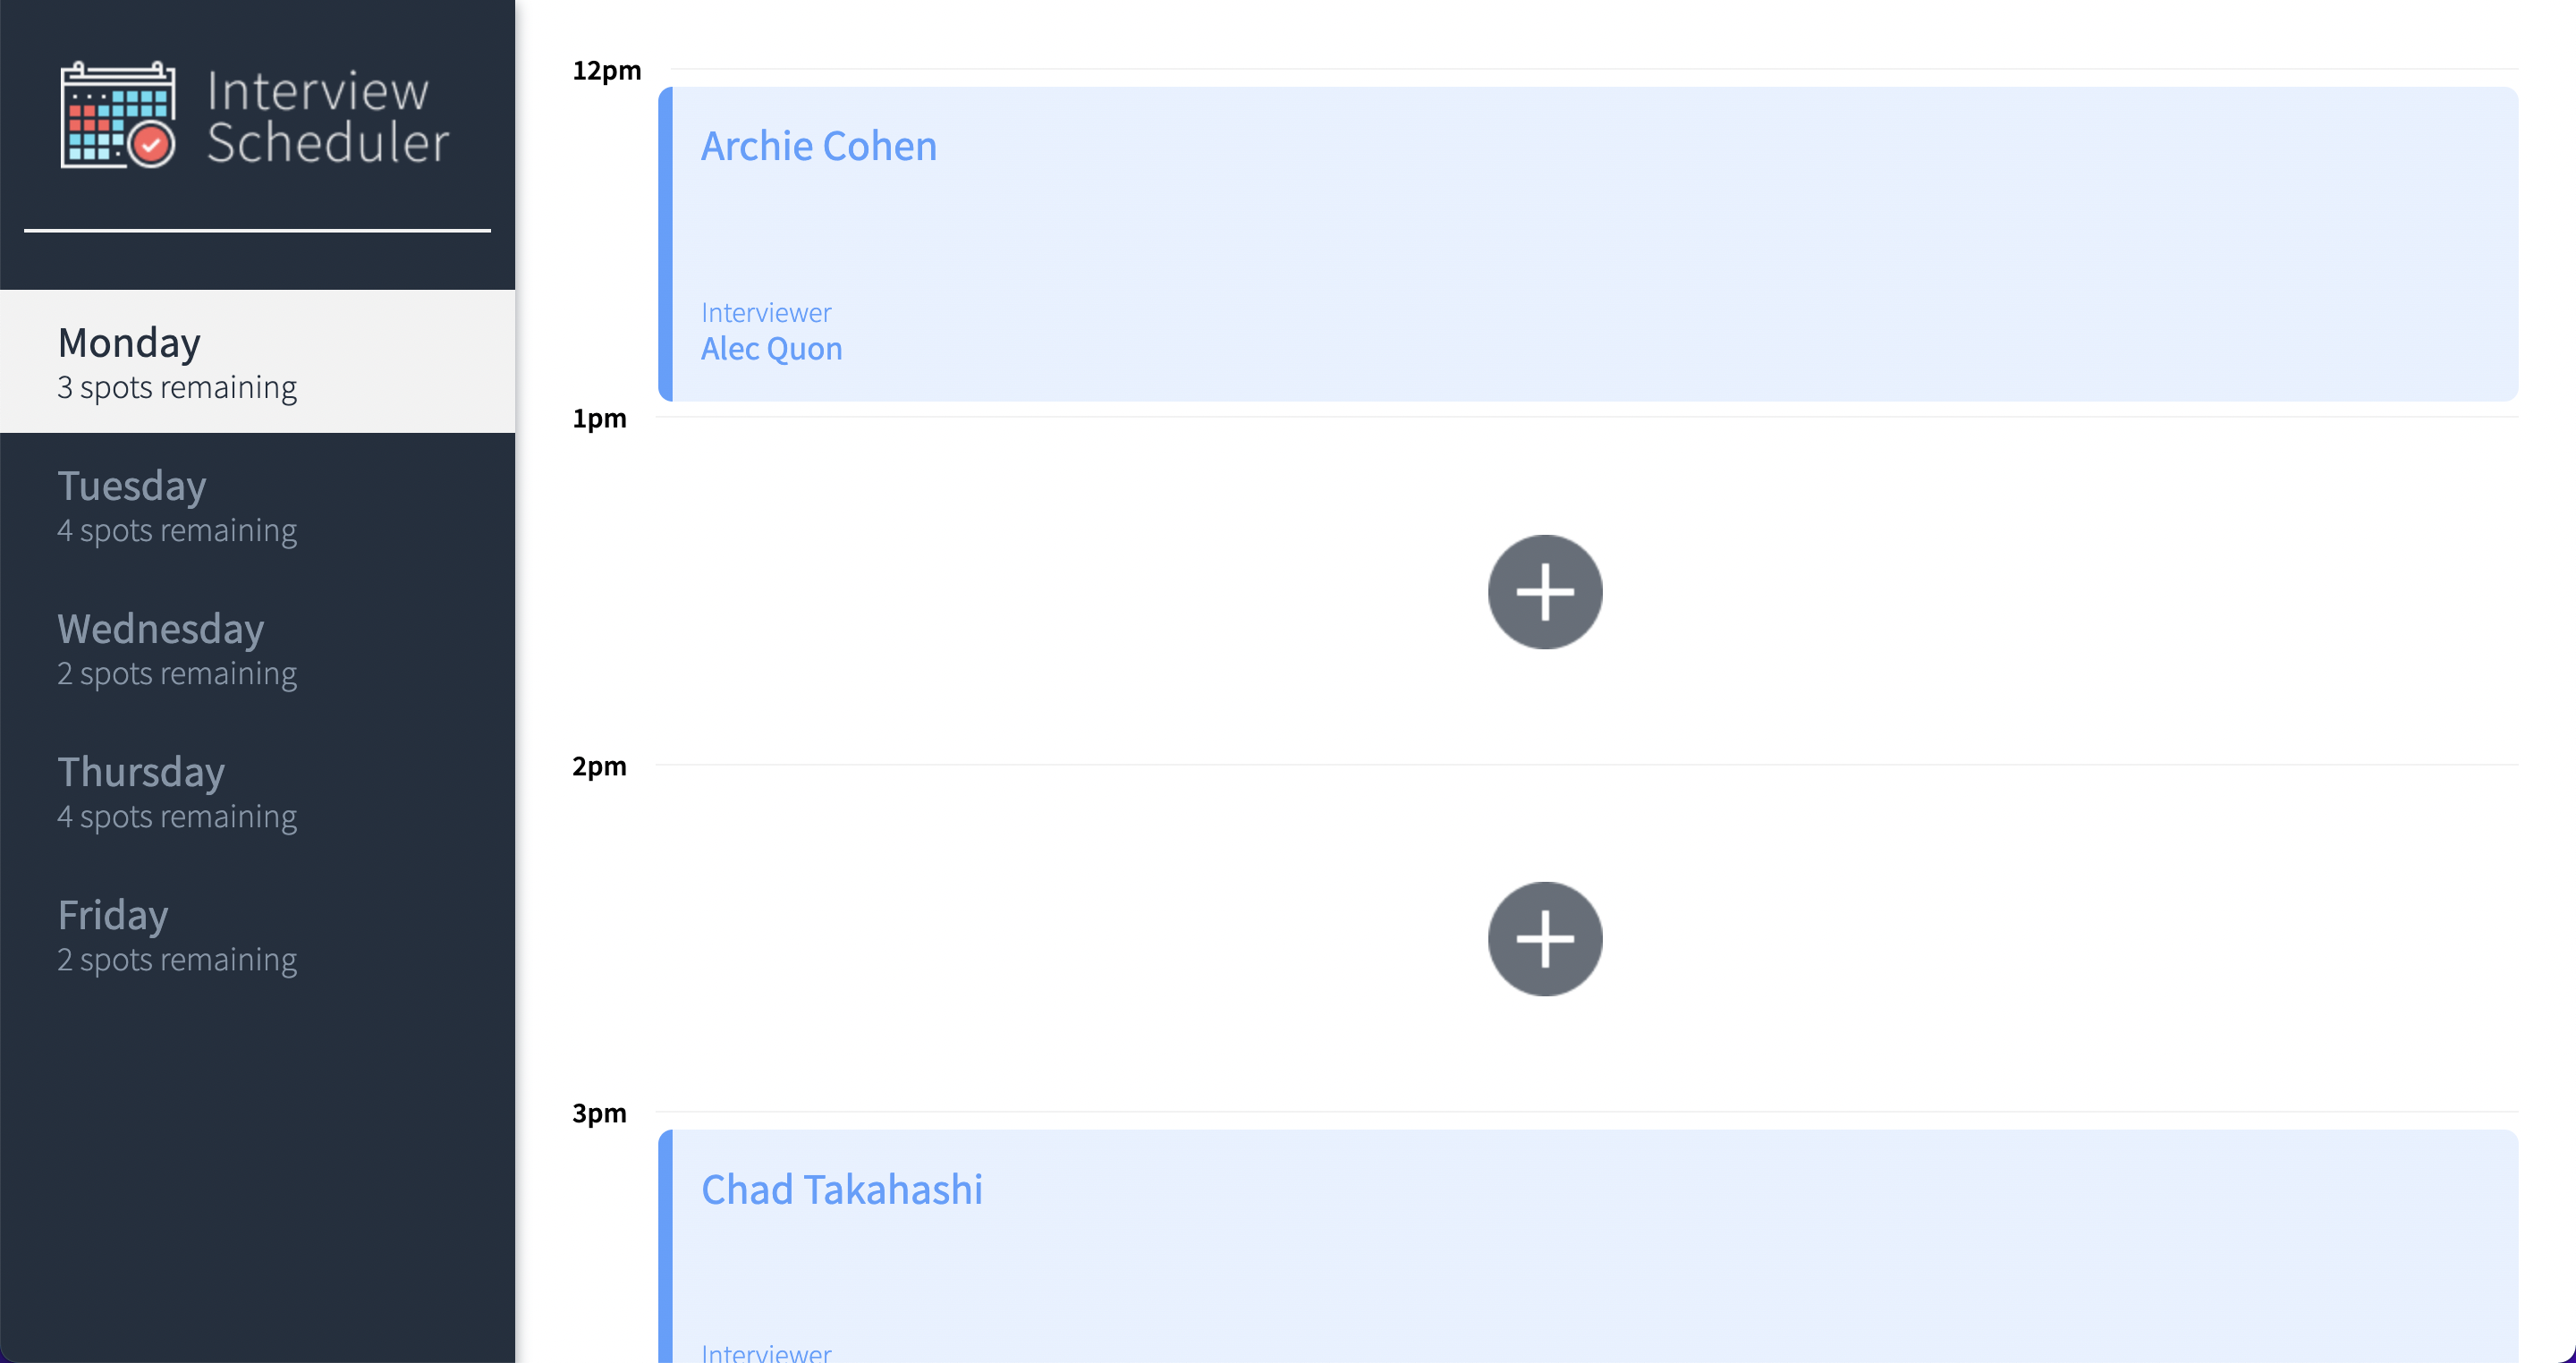 Interview
Scheduler
Monday
3 spots remaining
Tuesday
4 spots remaining
Wednesday
2 spots remaining
Thursday
4 spots remaining
Friday
2 spots remaining
12pm
Archie Cohen
Interviewer
Alec Quon
1pm
2pm
3pm
Chad Takahashi
Interviewer